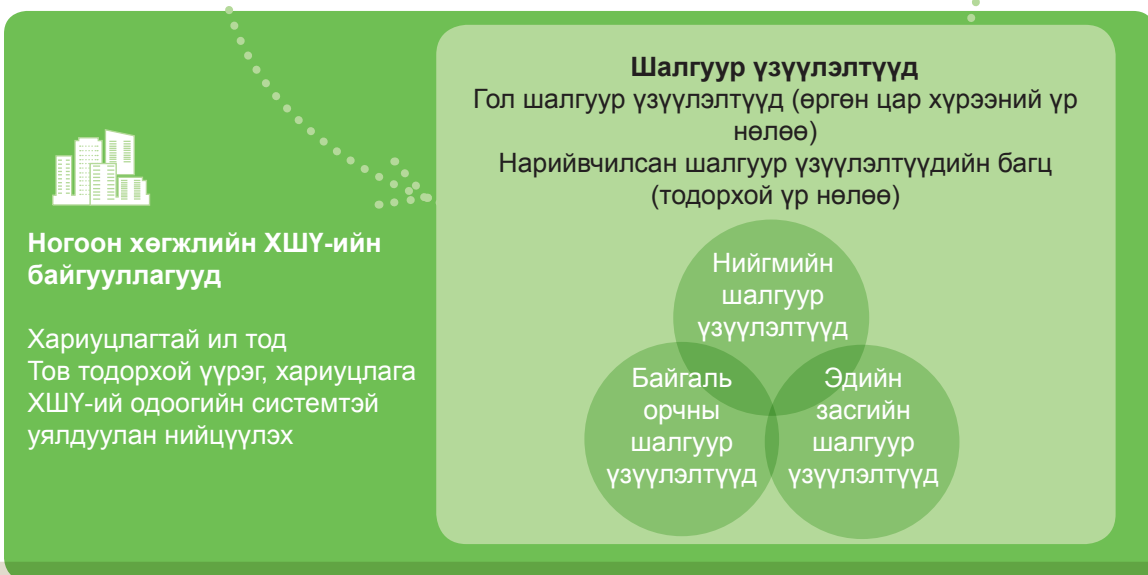 Ногоон хөгжлийн ХШҮ-ийн
байгууллагууд
Хариуцлагтай ил тод
Тов тодорхой үүрэг, хариуцлага
ХШҮ-ий одоогийн системтэй
уялдуулан нийцүүлэх
Шалгуур үзүүлэлтүүд
Гол шалгуур үзүүлэлтүүд (өргөн цар хүрээний үр
нөлөө)
Нарийвчилсан шалгуур үзүүлэлтүүдийн багц
(тодорхой үр нөлөө)
Нийгмийн
шалгуур
үзүүлэлтүүд
Байгаль
орчны
шалгуур
үзүүлэлтүүд
Эдийн
засгийн
шалгуур
үзүүлэлтүүд